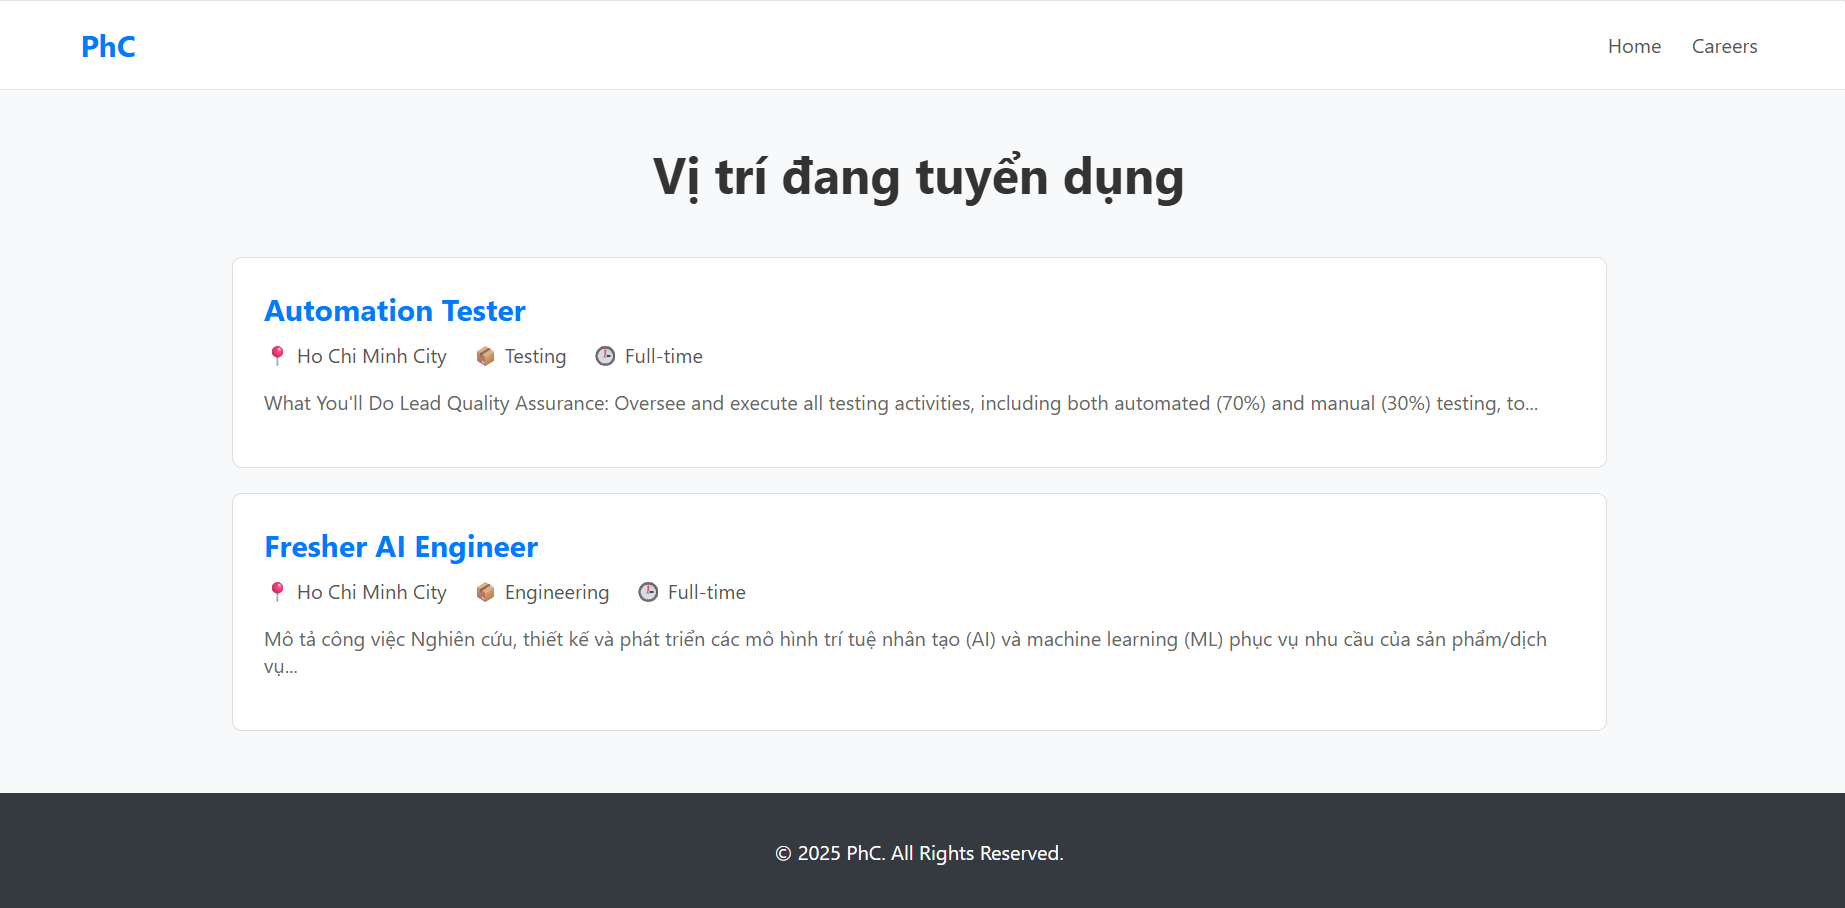 PhC
Home Careers
Vị trí đang tuyển dụng
Automation Tester
Ho Chi Minh City Testing Full-time
What You'll Do Lead Quality Assurance: Oversee and execute all testing activities, including both automated (70%) and manual (30%) testing, to...
Fresher AI Engineer
Ho Chi Minh City Engineering Full-time
Mô tả công việc Nghiên cứu, thiết kế và phát triển các mô hình trí tuệ nhân tạo (AI) và machine learning (ML) phục vụ nhu cầu của sản phẩm/dịch
vụ...
© 2025 PhC. All Rights Reserved.